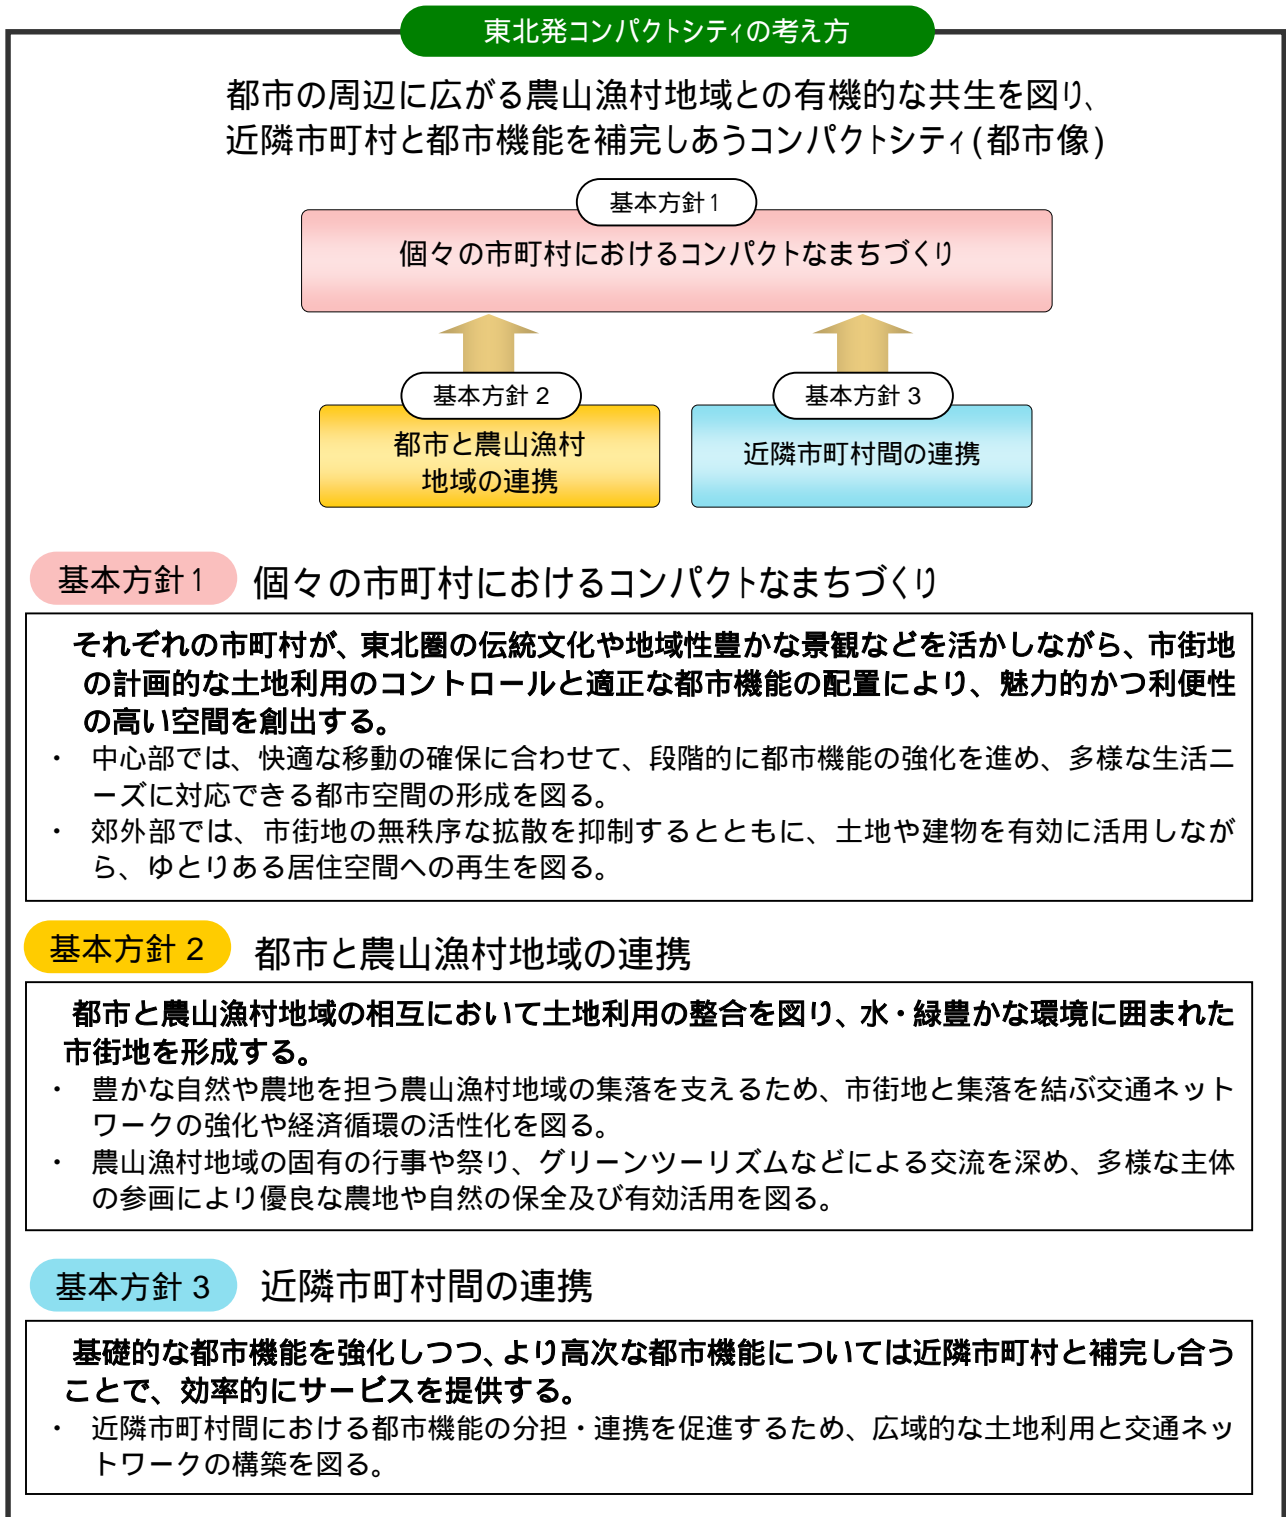 東北発コンパクトシティの考え方
都市の周辺に広がる農山漁村地域との有機的な共生を図り、
近隣市町村と都市機能を補完しあうコンパクトシティ(都市像)
基本方針1
個々の市町村におけるコンパクトなまちづくり
基本方針 2
都市と農山漁村
地域の連携
基本方針 3
近隣市町村間の連携
基本方針1 個々の市町村におけるコンパクトなまちづくり
それぞれの市町村が、東北圏の伝統文化や地域性豊かな景観などを活かしながら、市街地
の計画的な土地利用のコントロールと適正な都市機能の配置により、魅力的かつ利便性
の高い空間を創出する。
・ 中心部では、快適な移動の確保に合わせて、段階的に都市機能の強化を進め、多様な生活ニ
ーズに対応できる都市空間の形成を図る。
・ 郊外部では、市街地の無秩序な拡散を抑制するとともに、土地や建物を有効に活用しなが
ら、ゆとりある居住空間への再生を図る。
基本方針 2 都市と農山漁村地域の連携
都市と農山漁村地域の相互において土地利用の整合を図り、水・緑豊かな環境に囲まれた
市街地を形成する。
・ 豊かな自然や農地を担う農山漁村地域の集落を支えるため、市街地と集落を結ぶ交通ネット
ワークの強化や経済循環の活性化を図る。
・ 農山漁村地域の固有の行事や祭り、グリーンツーリズムなどによる交流を深め、多様な主体
の参画により優良な農地や自然の保全及び有効活用を図る。
基本方針 3 近隣市町村間の連携
基礎的な都市機能を強化しつつ、より高次な都市機能については近隣市町村と補完し合う
ことで、効率的にサービスを提供する。
・ 近隣市町村間における都市機能の分担・連携を促進するため、広域的な土地利用と交通ネッ
トワークの構築を図る。